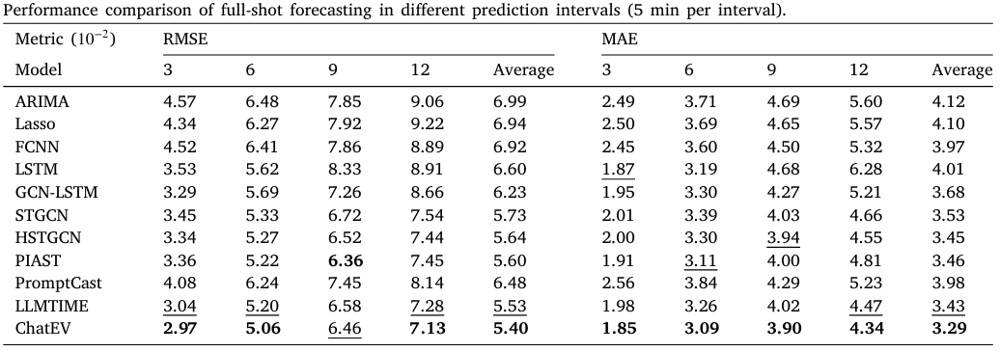 Performance comparison of full-shot forecasting in different prediction intervals (5 min per interval).
Metric (10⁻²) RMSE MAE
Model 3 6 9 12 Average 3 6 9 12 Average
ARIMA 4.57 6.48 7.85 9.06 6.99 2.49 3.71 4.69 5.60 4.12
Lasso 4.34 6.27 7.92 9.22 6.94 2.50 3.69 4.65 5.57 4.10
FCNN 4.52 6.41 7.86 8.89 6.92 2.45 3.60 4.50 5.32 3.97
LSTM 3.53 5.62 8.33 8.91 6.60 1.87 3.19 4.68 6.28 4.01
GCN-LSTM 3.29 5.69 7.26 8.66 6.23 1.95 3.30 4.27 5.21 3.68
STGCN 3.45 5.33 6.72 7.54 5.73 2.01 3.39 4.03 4.66 3.53
HSTGCN 3.34 5.27 6.52 7.44 5.64 2.00 3.30 3.94 4.55 3.45
PIAST 3.36 5.22 6.36 7.45 5.60 1.91 3.11 4.00 4.81 3.46
PromptCast 4.08 6.24 7.45 8.14 6.48 2.56 3.84 4.29 5.23 3.98
LLMTIME 3.04 5.20 6.58 7.28 5.53 1.98 3.26 4.02 4.47 3.43
ChatEV 2.97 5.06 6.46 7.13 5.40 1.85 3.09 3.90 4.34 3.29